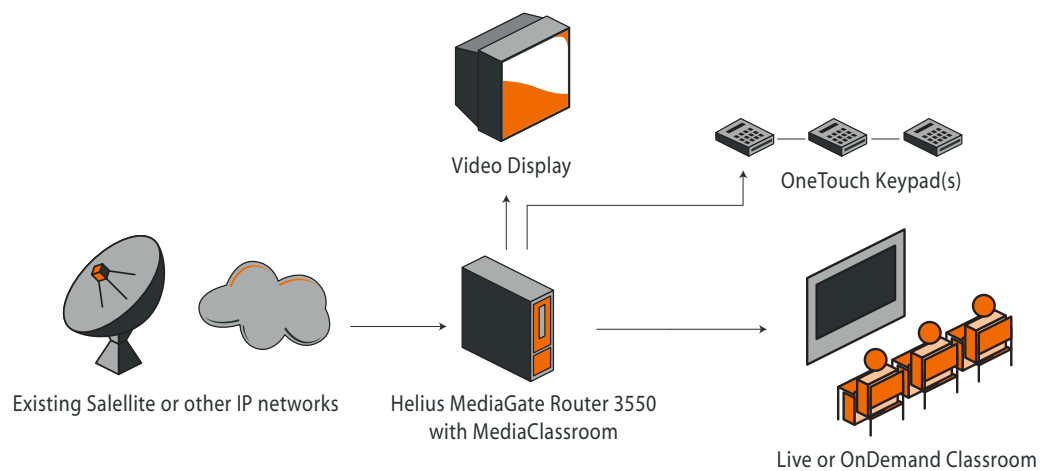 Video Display
OneTouch Keypad(s)
Existing Salellite or other IP networks
Helius MediaGate Router 3550
with MediaClassroom
Live or OnDemand Classroom